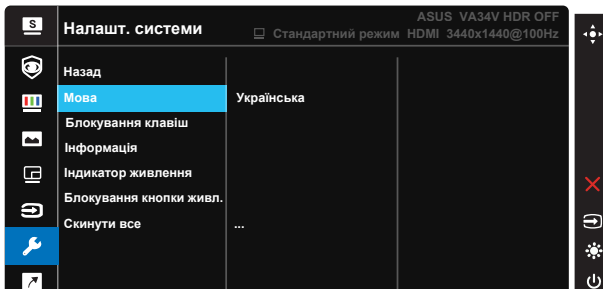 S
Налашт. системи
ASUS VA34V HDR OFF
Стандартний режим HDMI 3440x1440@100Hz
Назад
Мова Українська
Блокування клавіш
Інформація
Індикатор живлення
Блокування кнопки живл.
Скинути все ...